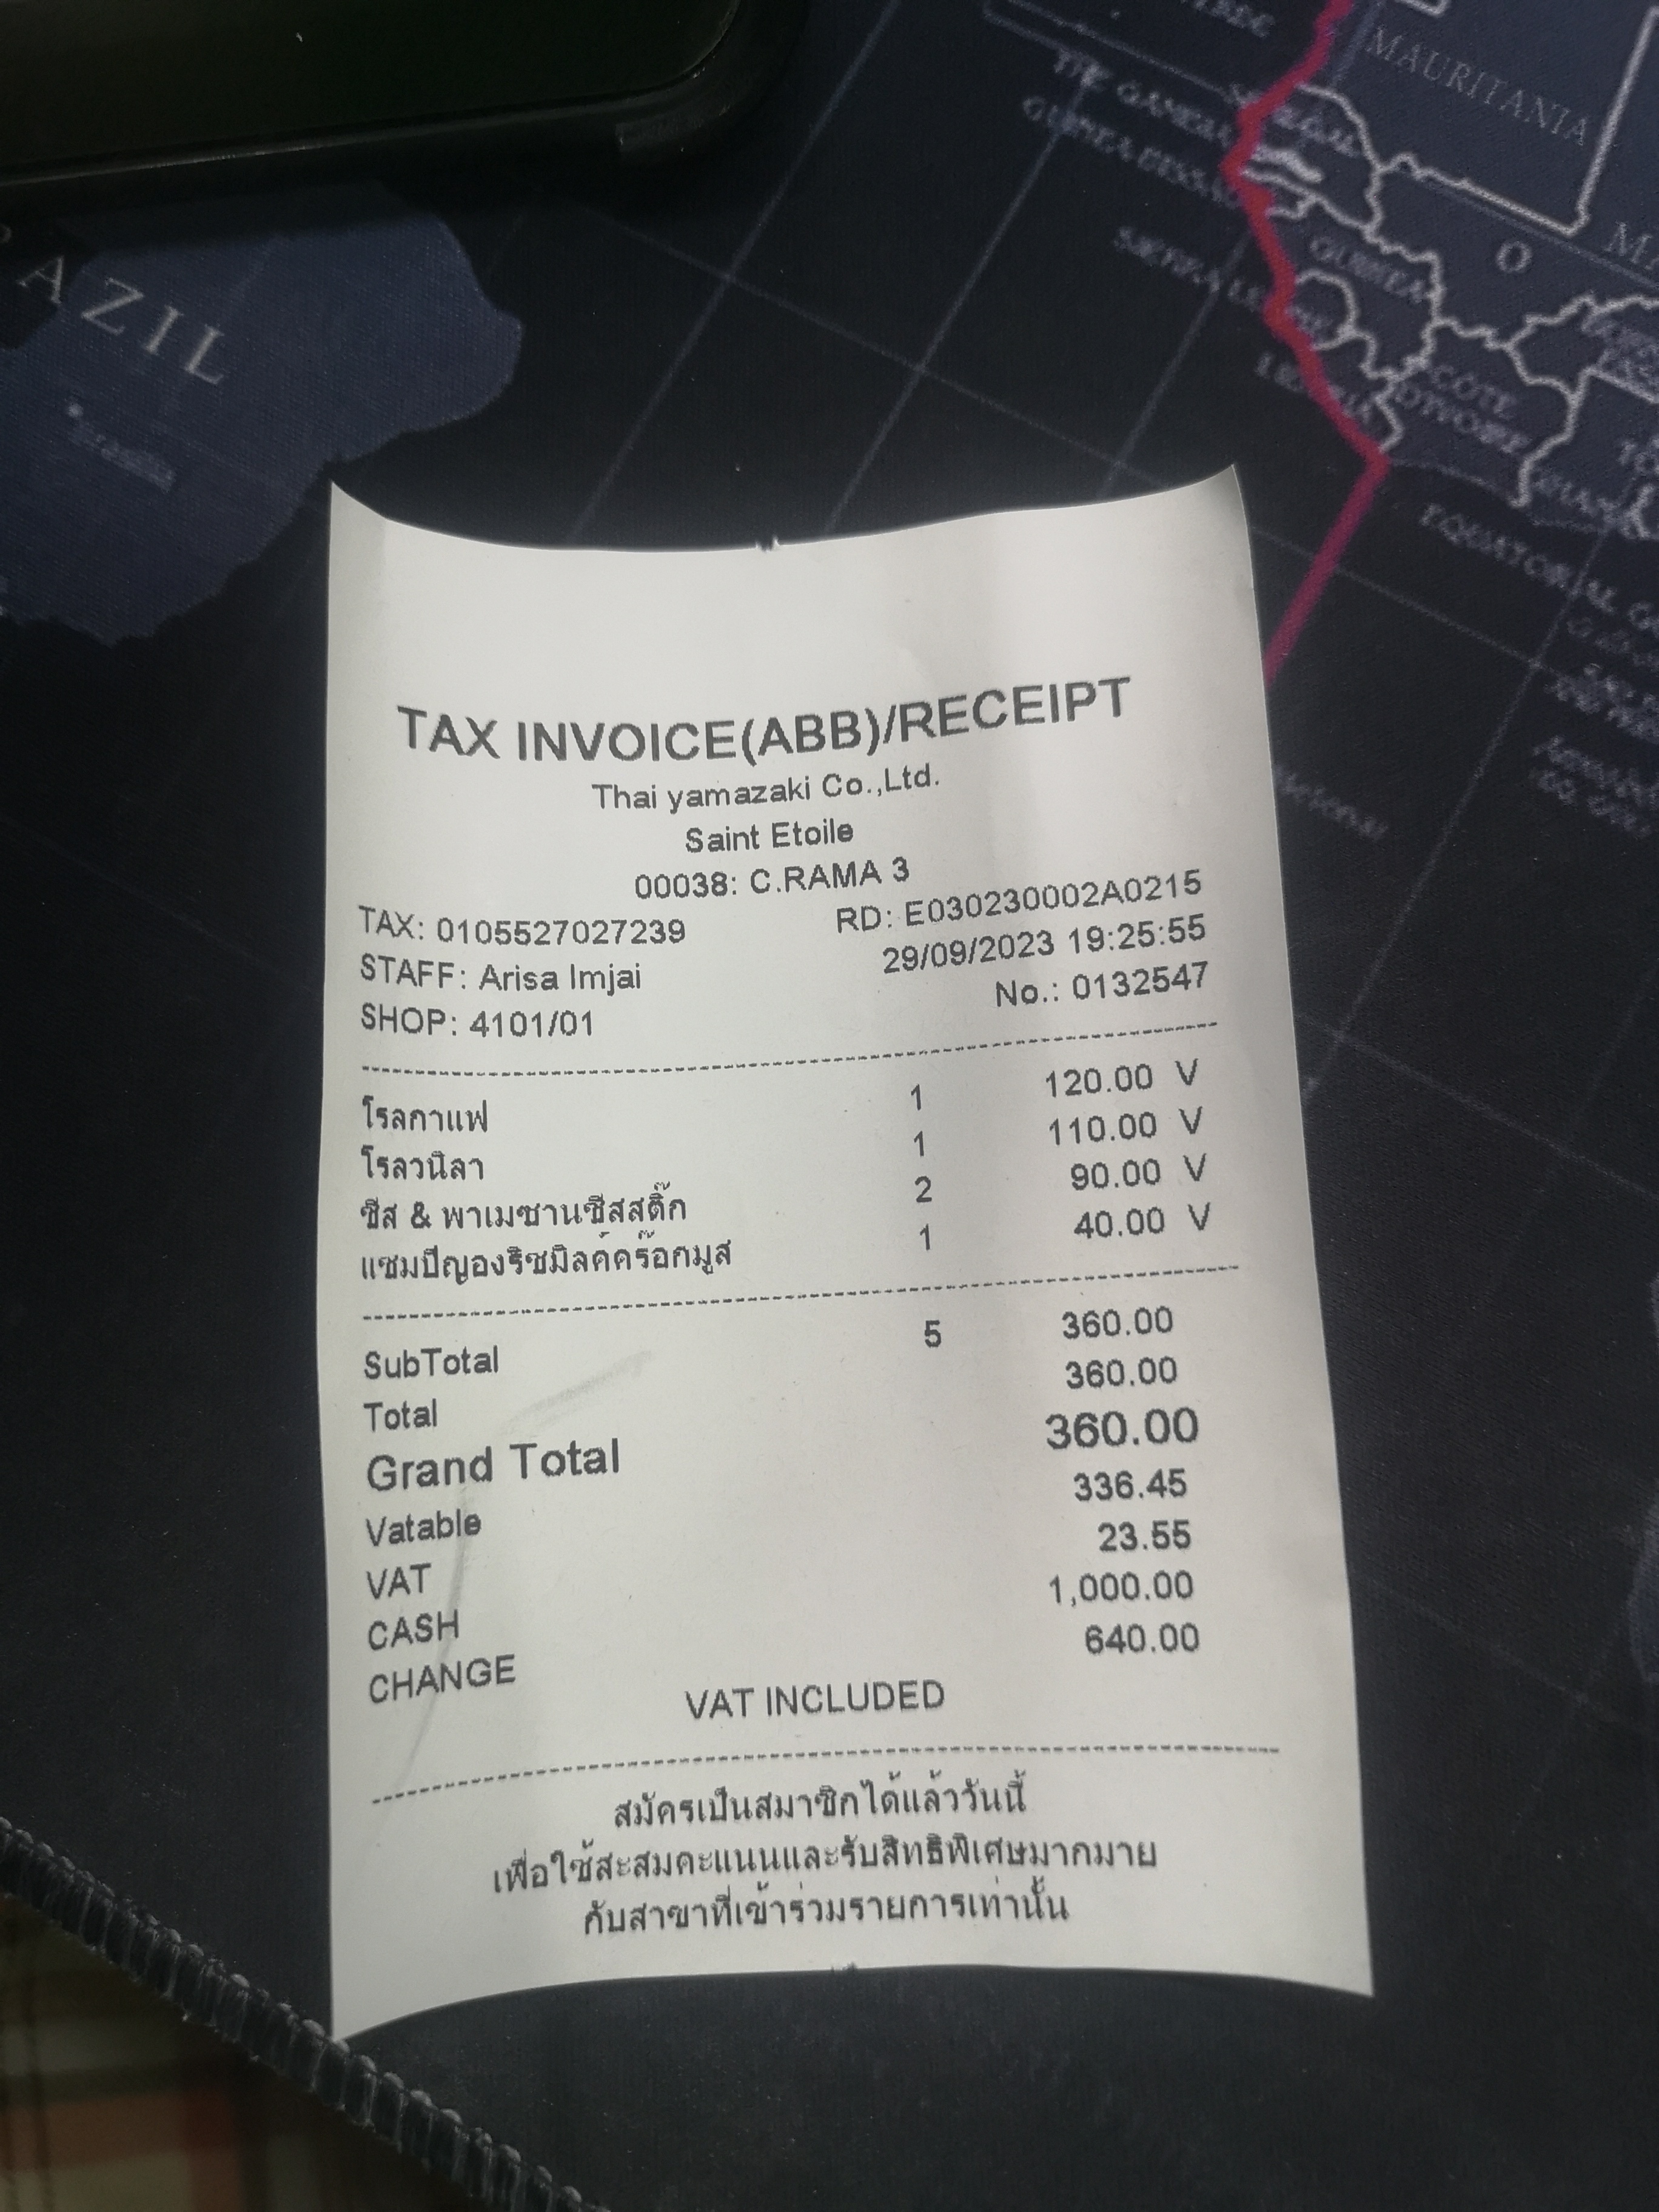 AZIL
MAURITANIA
THE GAMBIA
GUINEA BISSAU
GUINEA
CÔTE
D'IVOIRE
TAX INVOICE(ABB)/RECEIPT
Thai yamazaki Co.,Ltd.
Saint Etoile
00038: C.RAMA 3
TAX: 0105527027239 RD: E030230002A0215
STAFF: Arisa Imjai 29/09/2023 19:25:55
SHOP: 4101/01 No.: 0132547
โรลกาแฟ 1 120.00 V
โรลวนิลา 1 110.00 V
ชีส & พาเมซานชีสสติ๊ก 2 90.00 V
แชมปิญองริชมิลค์คร๊อกมูส 1 40.00 V
SubTotal 5 360.00
Total 360.00
Grand Total 360.00
Vatable 336.45
VAT 23.55
CASH 1,000.00
CHANGE 640.00
VAT INCLUDED
สมัครเป็นสมาชิกได้แล้ววันนี้
เพื่อใช้สะสมคะแนนและรับสิทธิพิเศษมากมาย
กับสาขาที่เข้าร่วมรายการเท่านั้น